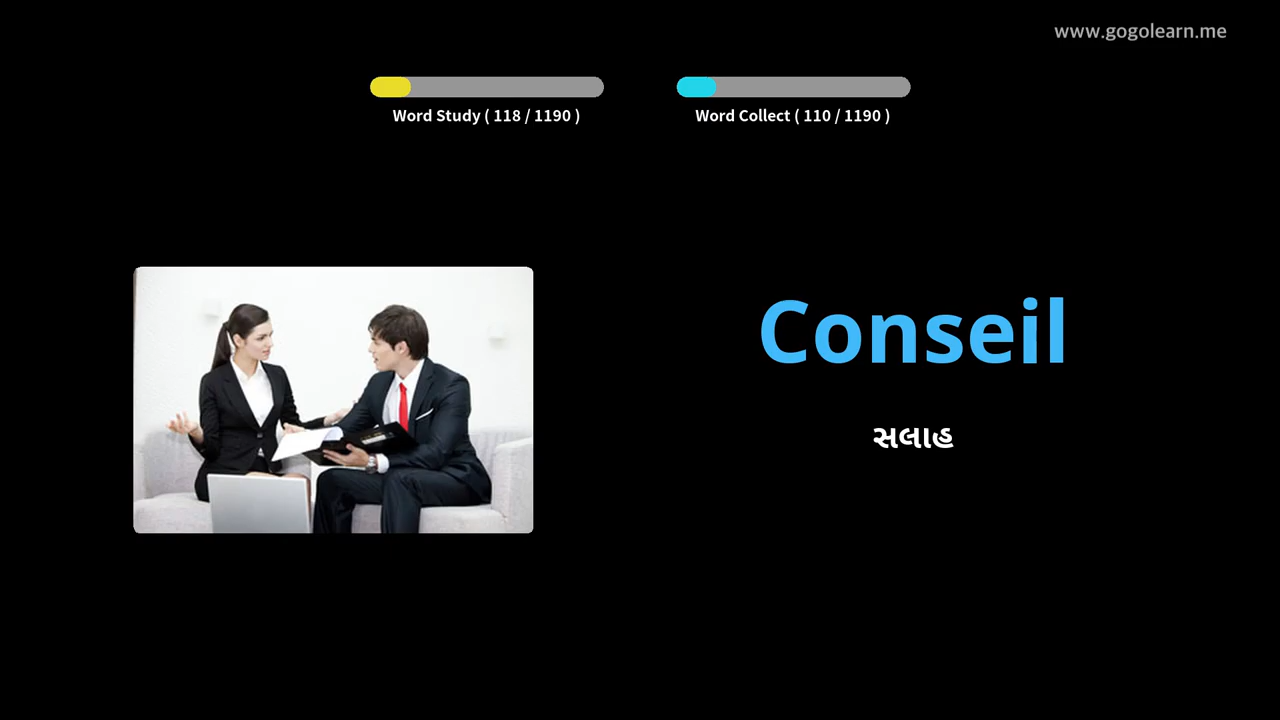 www.gogolearn.me
Word Study ( 118 / 1190 )
Word Collect ( 110 / 1190 )
Conseil
સલાહ